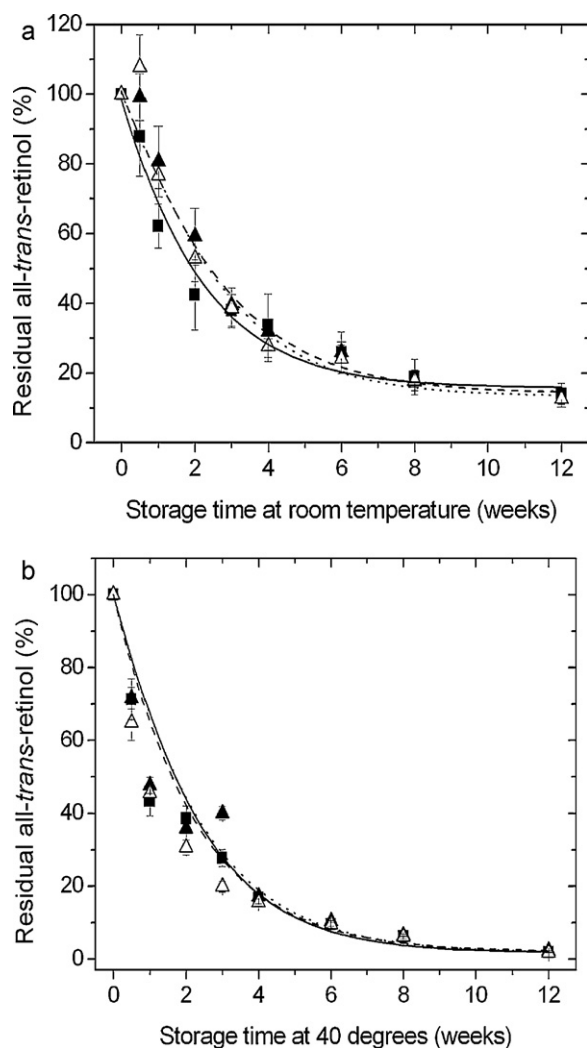 a
120
100
80
60
40
20
0
Residual all-trans-retinol (%)
0 2 4 6 8 10 12
Storage time at room temperature (weeks)
b
100
80
60
40
20
0
Residual all-trans-retinol (%)
0 2 4 6 8 10 12
Storage time at 40 degrees (weeks)